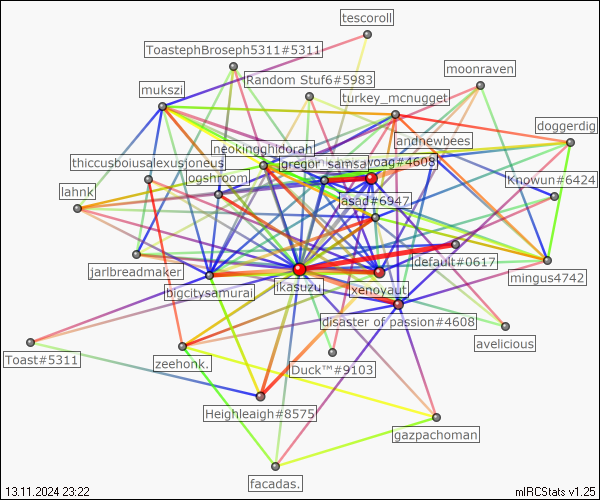 tescoroll
ToastephBroseph5311#5311
moonraven
Random Stuf6#5983
mukszi
turkey_mcnugget
doggerdig
andnewbees
neokingghidorah
gregor_samsa
voag#4608
thiccusboiusalexusjoneus
ogshroom
Knowun#6424
lahnk
jasad#6947
default#0617
jarlbreadmaker
mingus4742
bigcitysamurai
ikasuzu
xenoyaut
disaster of passion#4608
avelicious
Toast#5311
zeehonk.
Duck™#9103
Heighleaigh#8575
gazpachoman
facadas.
13.11.2024 23:22
mIRCStats v1.25